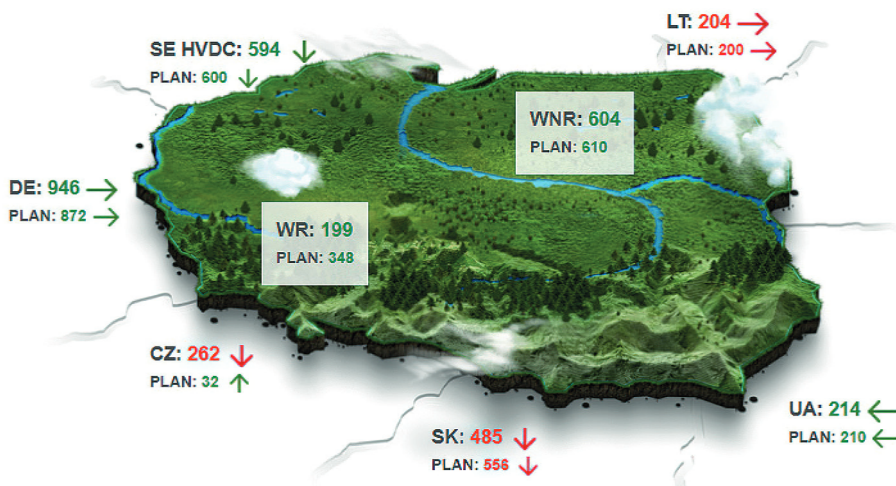 LT: 204
PLAN: 200
SE HVDC: 594
PLAN: 600
WNR: 604
PLAN: 610
DE: 946
PLAN: 872
WR: 199
PLAN: 348
CZ: 262
PLAN: 32
UA: 214
PLAN: 210
SK: 485
PLAN: 556